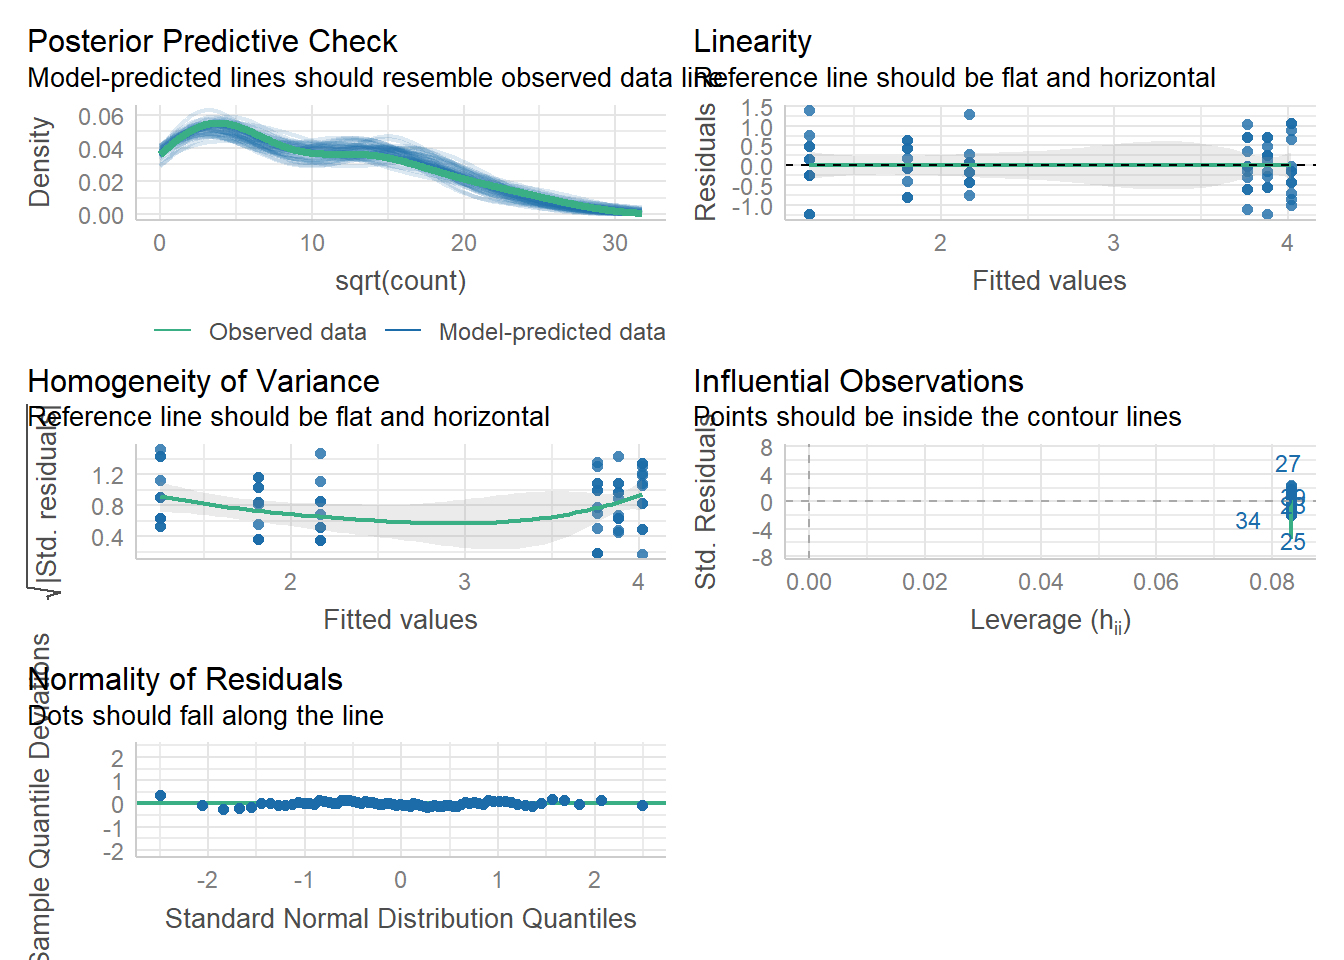 Posterior Predictive Check
Model-predicted lines should resemble observed data line
Density
0.06
0.04
0.02
0.00
0
10
20
30
sqrt(count)
Observed data
Model-predicted data
Linearity
Reference line should be flat and horizontal
Residuals
1.5
1.0
0.5
0.0
-0.5
-1.0
2
3
4
Fitted values
Homogeneity of Variance
Reference line should be flat and horizontal
√|Std. residuals|
1.2
0.8
0.4
2
3
4
Fitted values
Influential Observations
Points should be inside the contour lines
Std. Residuals
8
4
0
-4
-8
27
34
25
0.00
0.02
0.04
0.06
0.08
Leverage (hii)
Normality of Residuals
Dots should fall along the line
Sample Quantile Deviations
2
1
0
-1
-2
-2
-1
0
1
2
Standard Normal Distribution Quantiles